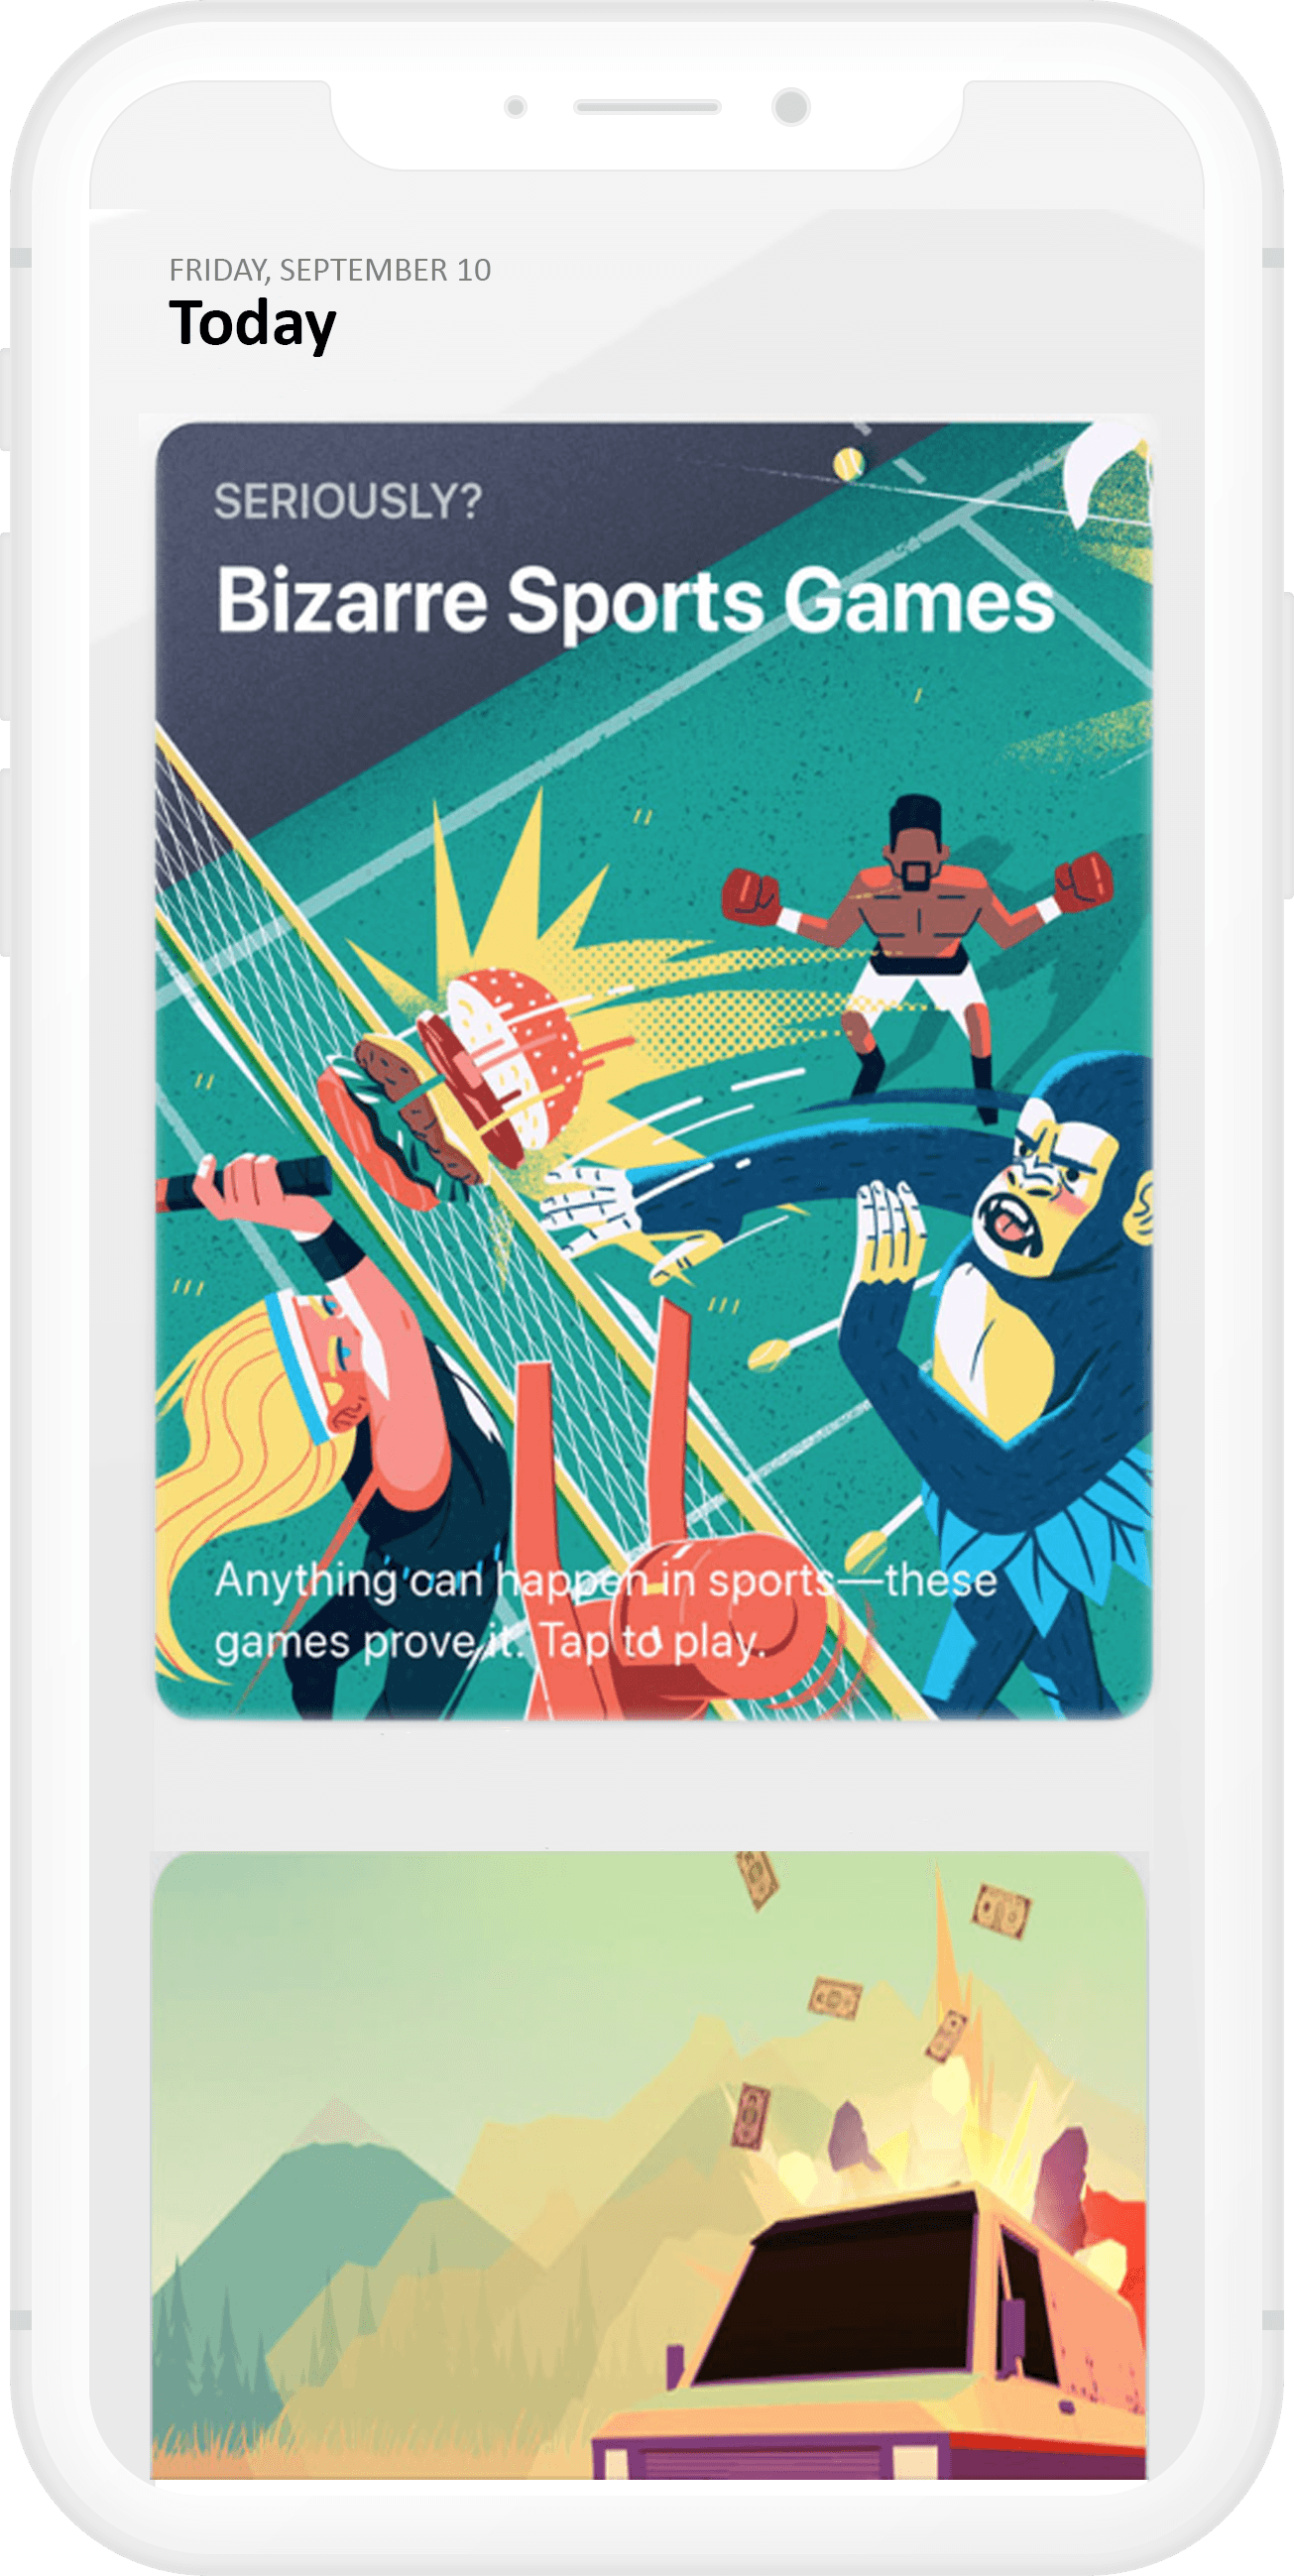 FRIDAY, SEPTEMBER 10
Today
SERIOUSLY?
Bizarre Sports Games
Anything can happen in sports—these
games prove it. Tap to play.